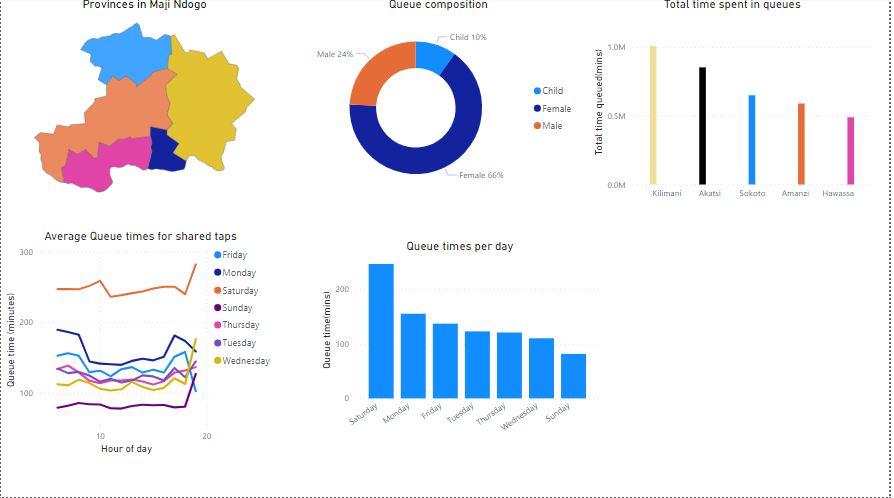 Provinces in Maji Ndogo
Queue composition
Child 10%
Male 24%
Female 66%
Child
Female
Male
Total time spent in queues
Total time queued(mins)
1.0M
0.5M
0.0M
Kilimani
Akatsi
Sokoto
Amanzi
Hawassa
Average Queue times for shared taps
Queue time (minutes)
300
200
100
10
20
Hour of day
Friday
Monday
Saturday
Sunday
Thursday
Tuesday
Wednesday
Queue times per day
Queue time(mins)
200
100
0
Saturday
Monday
Friday
Tuesday
Thursday
Wednesday
Sunday